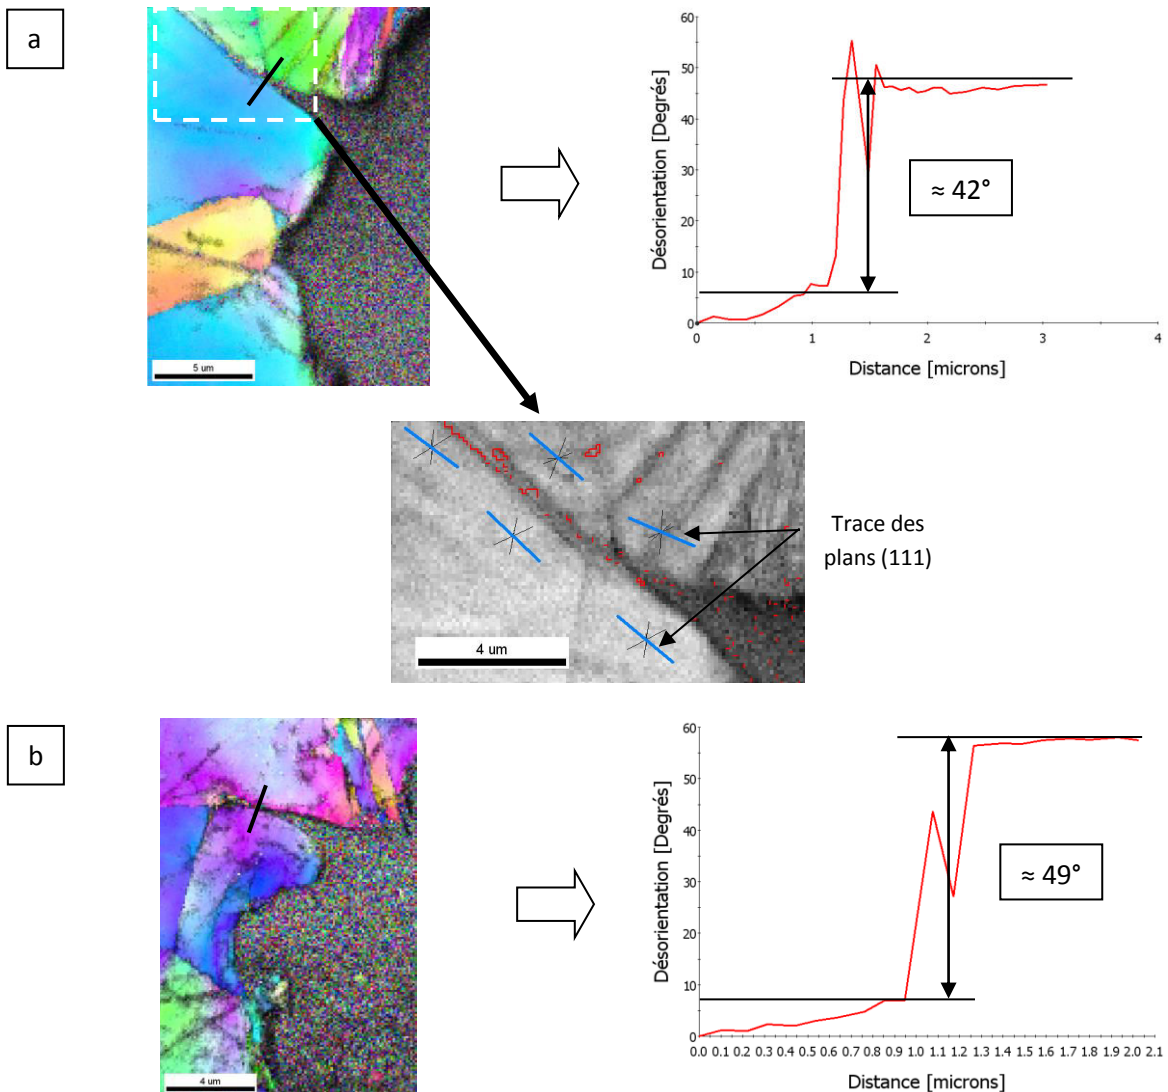 a
5 um
60
50
40
30
20
10
0
0 1 2 3 4
Désorientation [Degrés]
Distance [microns]
≈ 42°
4 um
Trace des
plans (111)
b
4 um
60
50
40
30
20
10
0
0.0 0.1 0.2 0.3 0.4 0.5 0.6 0.7 0.8 0.9 1.0 1.1 1.2 1.3 1.4 1.5 1.6 1.7 1.8 1.9 2.0 2.1
Désorientation [Degrés]
Distance [microns]
≈ 49°